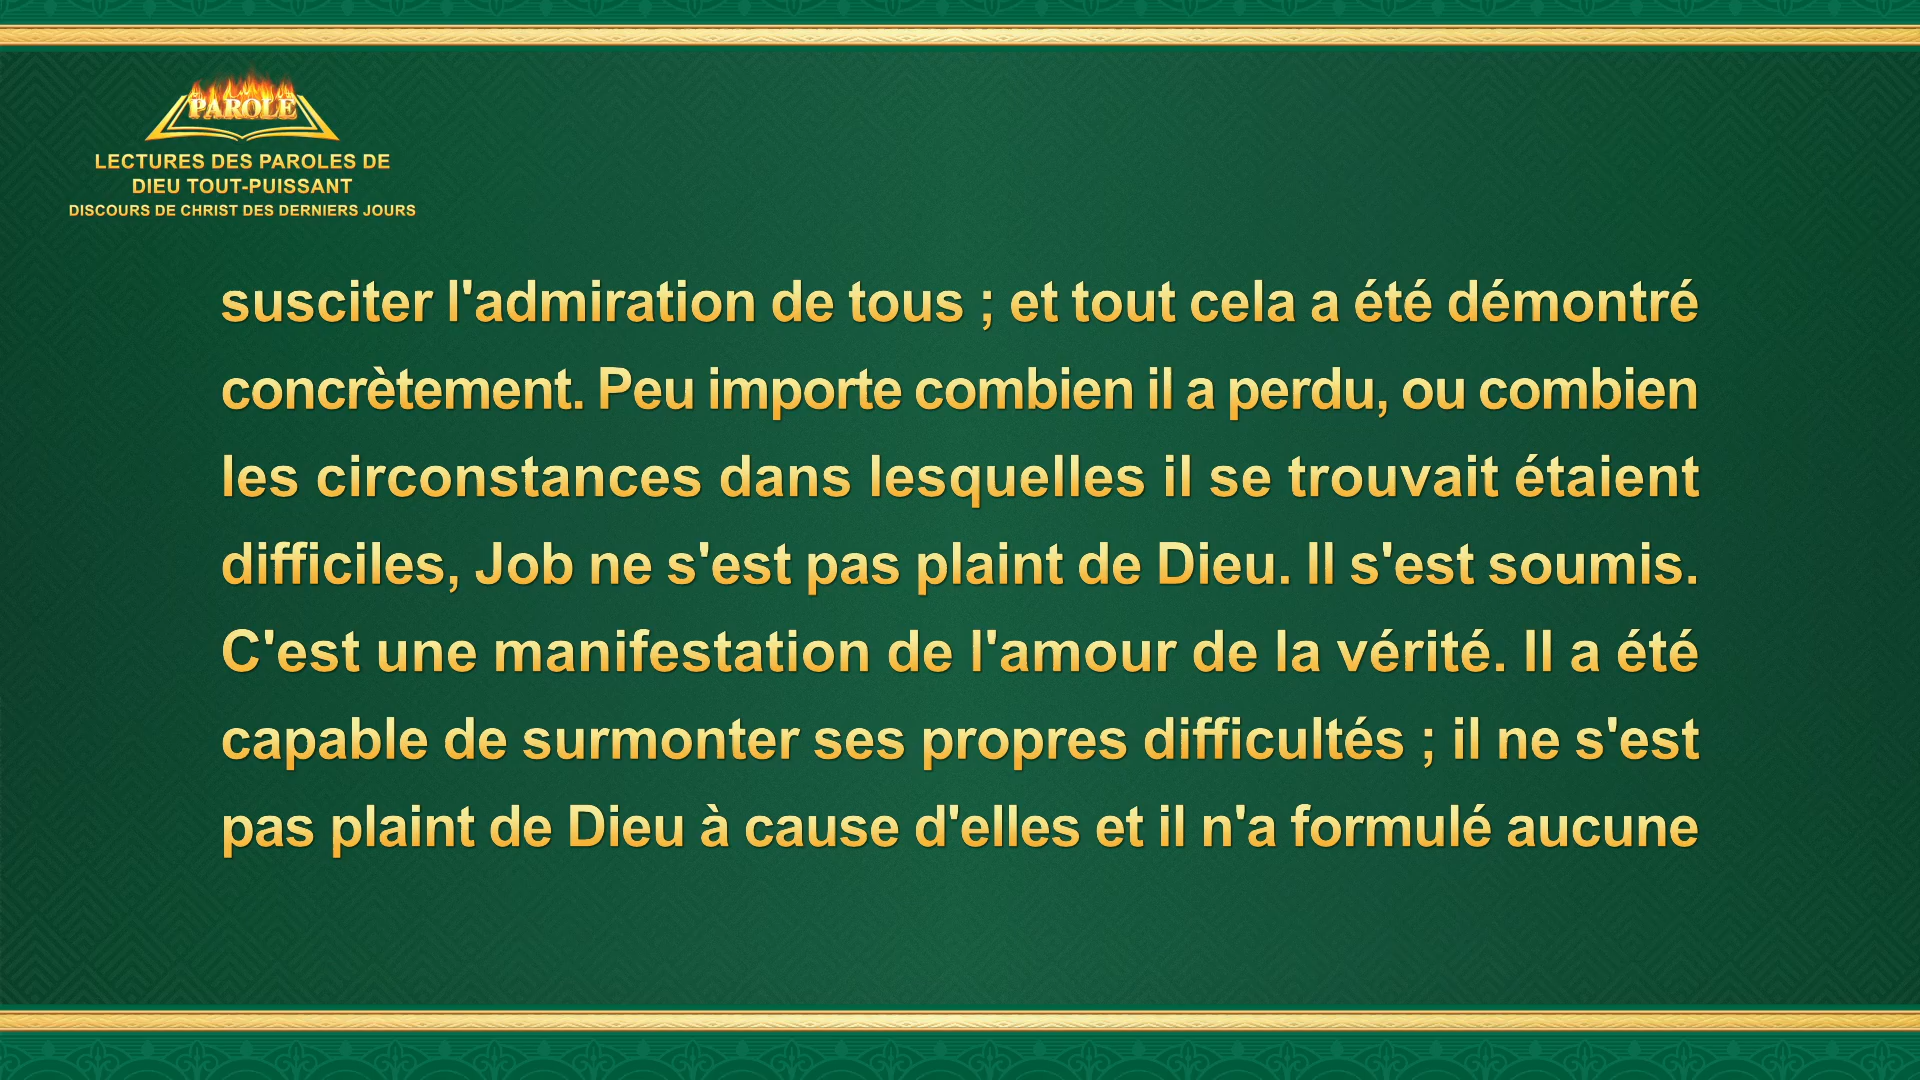 PAROLE
LECTURES DES PAROLES DE
DIEU TOUT-PUISSANT
DISCOURS DE CHRIST DES DERNIERS JOURS
susciter l'admiration de tous ; et tout cela a été démontré
concrètement. Peu importe combien il a perdu, ou combien
les circonstances dans lesquelles il se trouvait étaient
difficiles, Job ne s'est pas plaint de Dieu. Il s'est soumis.
C'est une manifestation de l'amour de la vérité. Il a été
capable de surmonter ses propres difficultés ; il ne s'est
pas plaint de Dieu à cause d'elles et il n'a formulé aucune